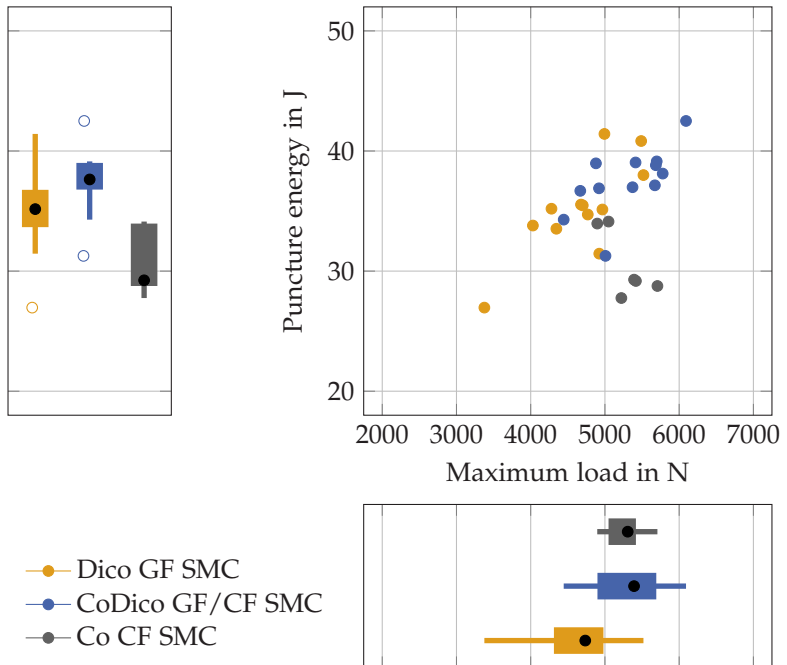 50
40
30
20
Puncture energy in J
2000 3000 4000 5000 6000 7000
Maximum load in N
Dico GF SMC
CoDico GF/CF SMC
Co CF SMC